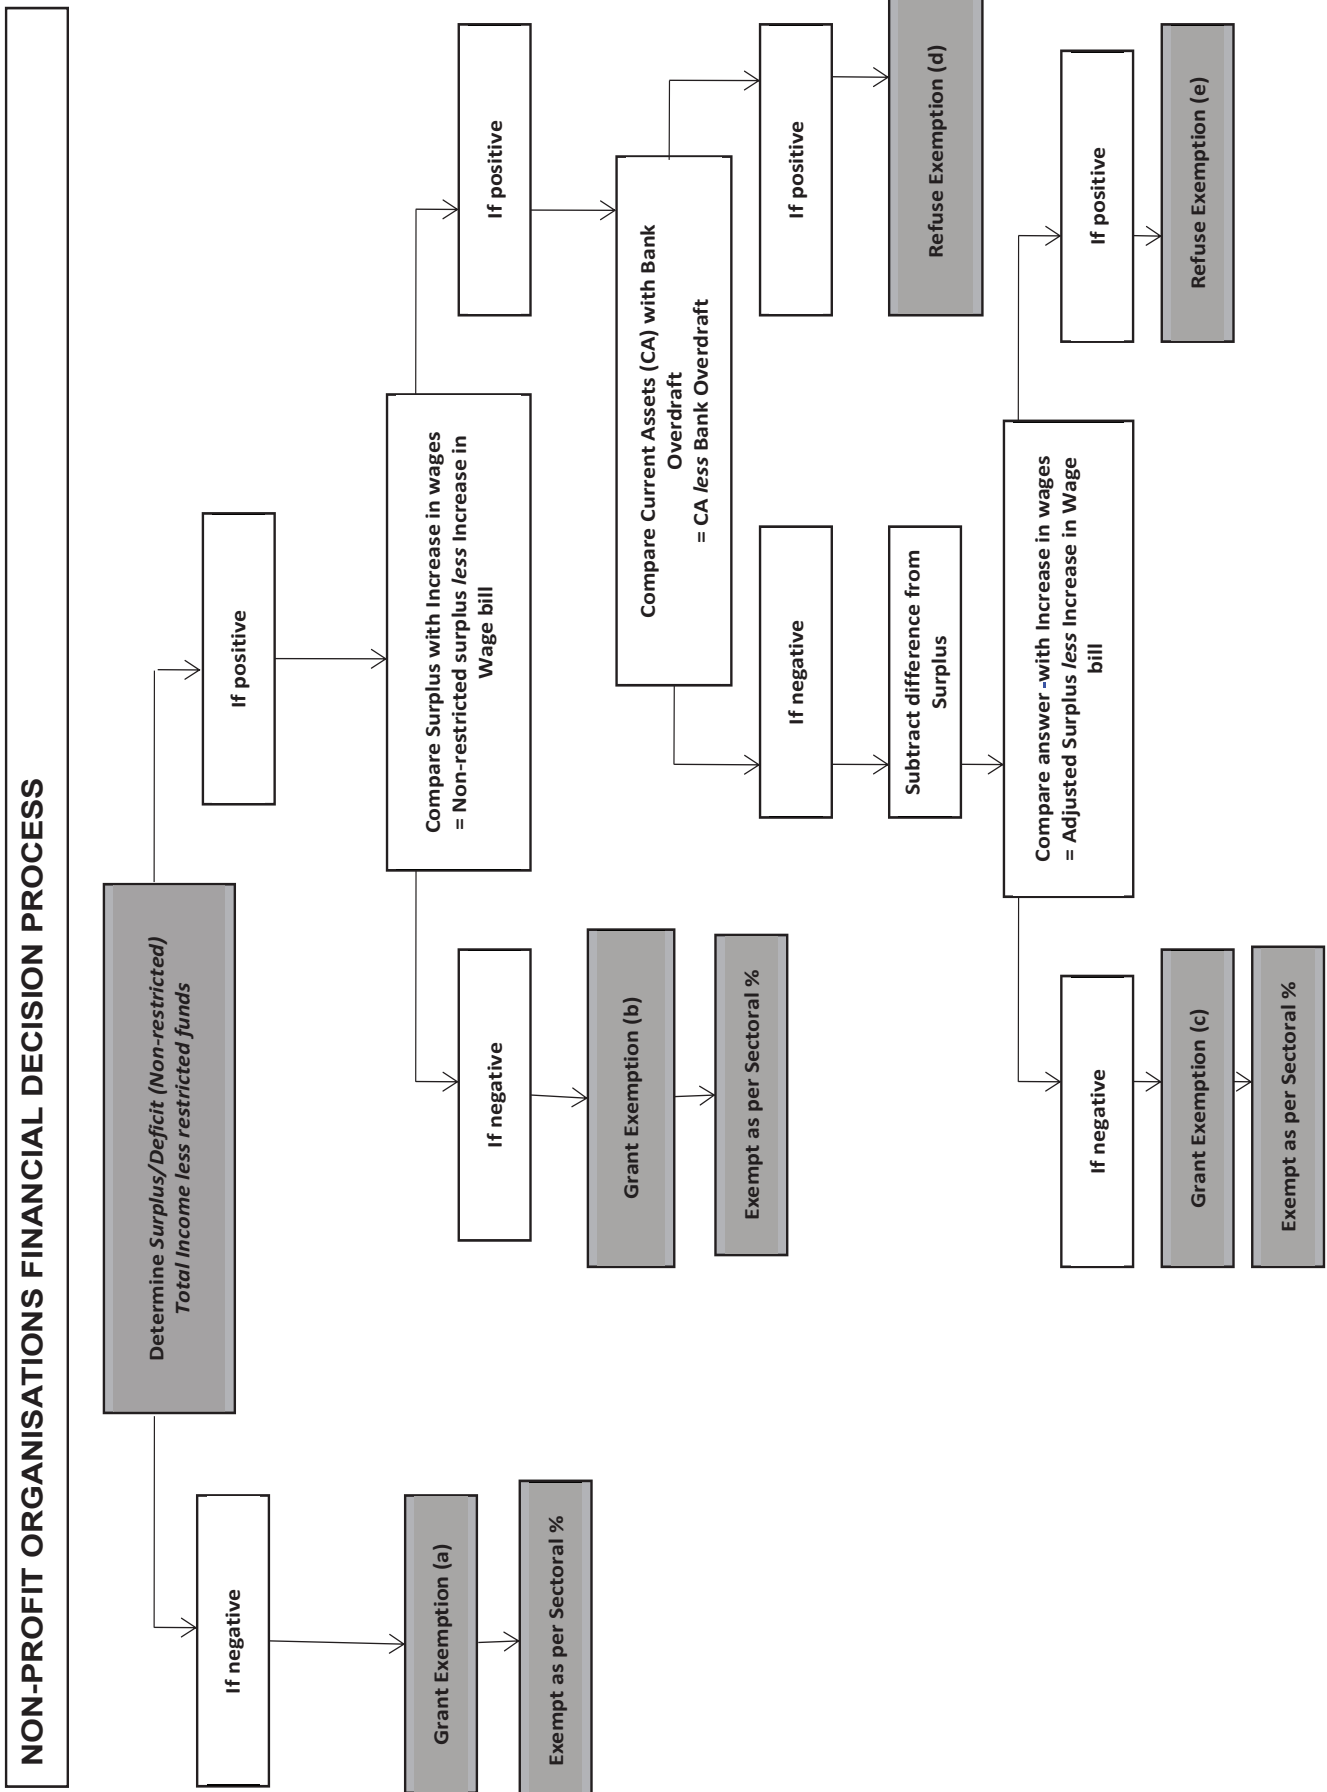 NON-PROFIT ORGANISATIONS FINANCIAL DECISION PROCESS
Determine Surplus/Deficit (Non-restricted)
Total Income less restricted funds
If negative
If positive
Grant Exemption (a)
Exempt as per Sectoral %
Compare Surplus with Increase in wages
= Non-restricted surplus less Increase in
Wage bill
If negative
If positive
Grant Exemption (b)
Exempt as per Sectoral %
Compare Current Assets (CA) with Bank
Overdraft
= CA less Bank Overdraft
If negative
If positive
Subtract difference from
Surplus
Refuse Exemption (d)
Compare answer -with Increase in wages
= Adjusted Surplus less Increase in Wage
bill
If negative
If positive
Grant Exemption (c)
Refuse Exemption (e)
Exempt as per Sectoral %